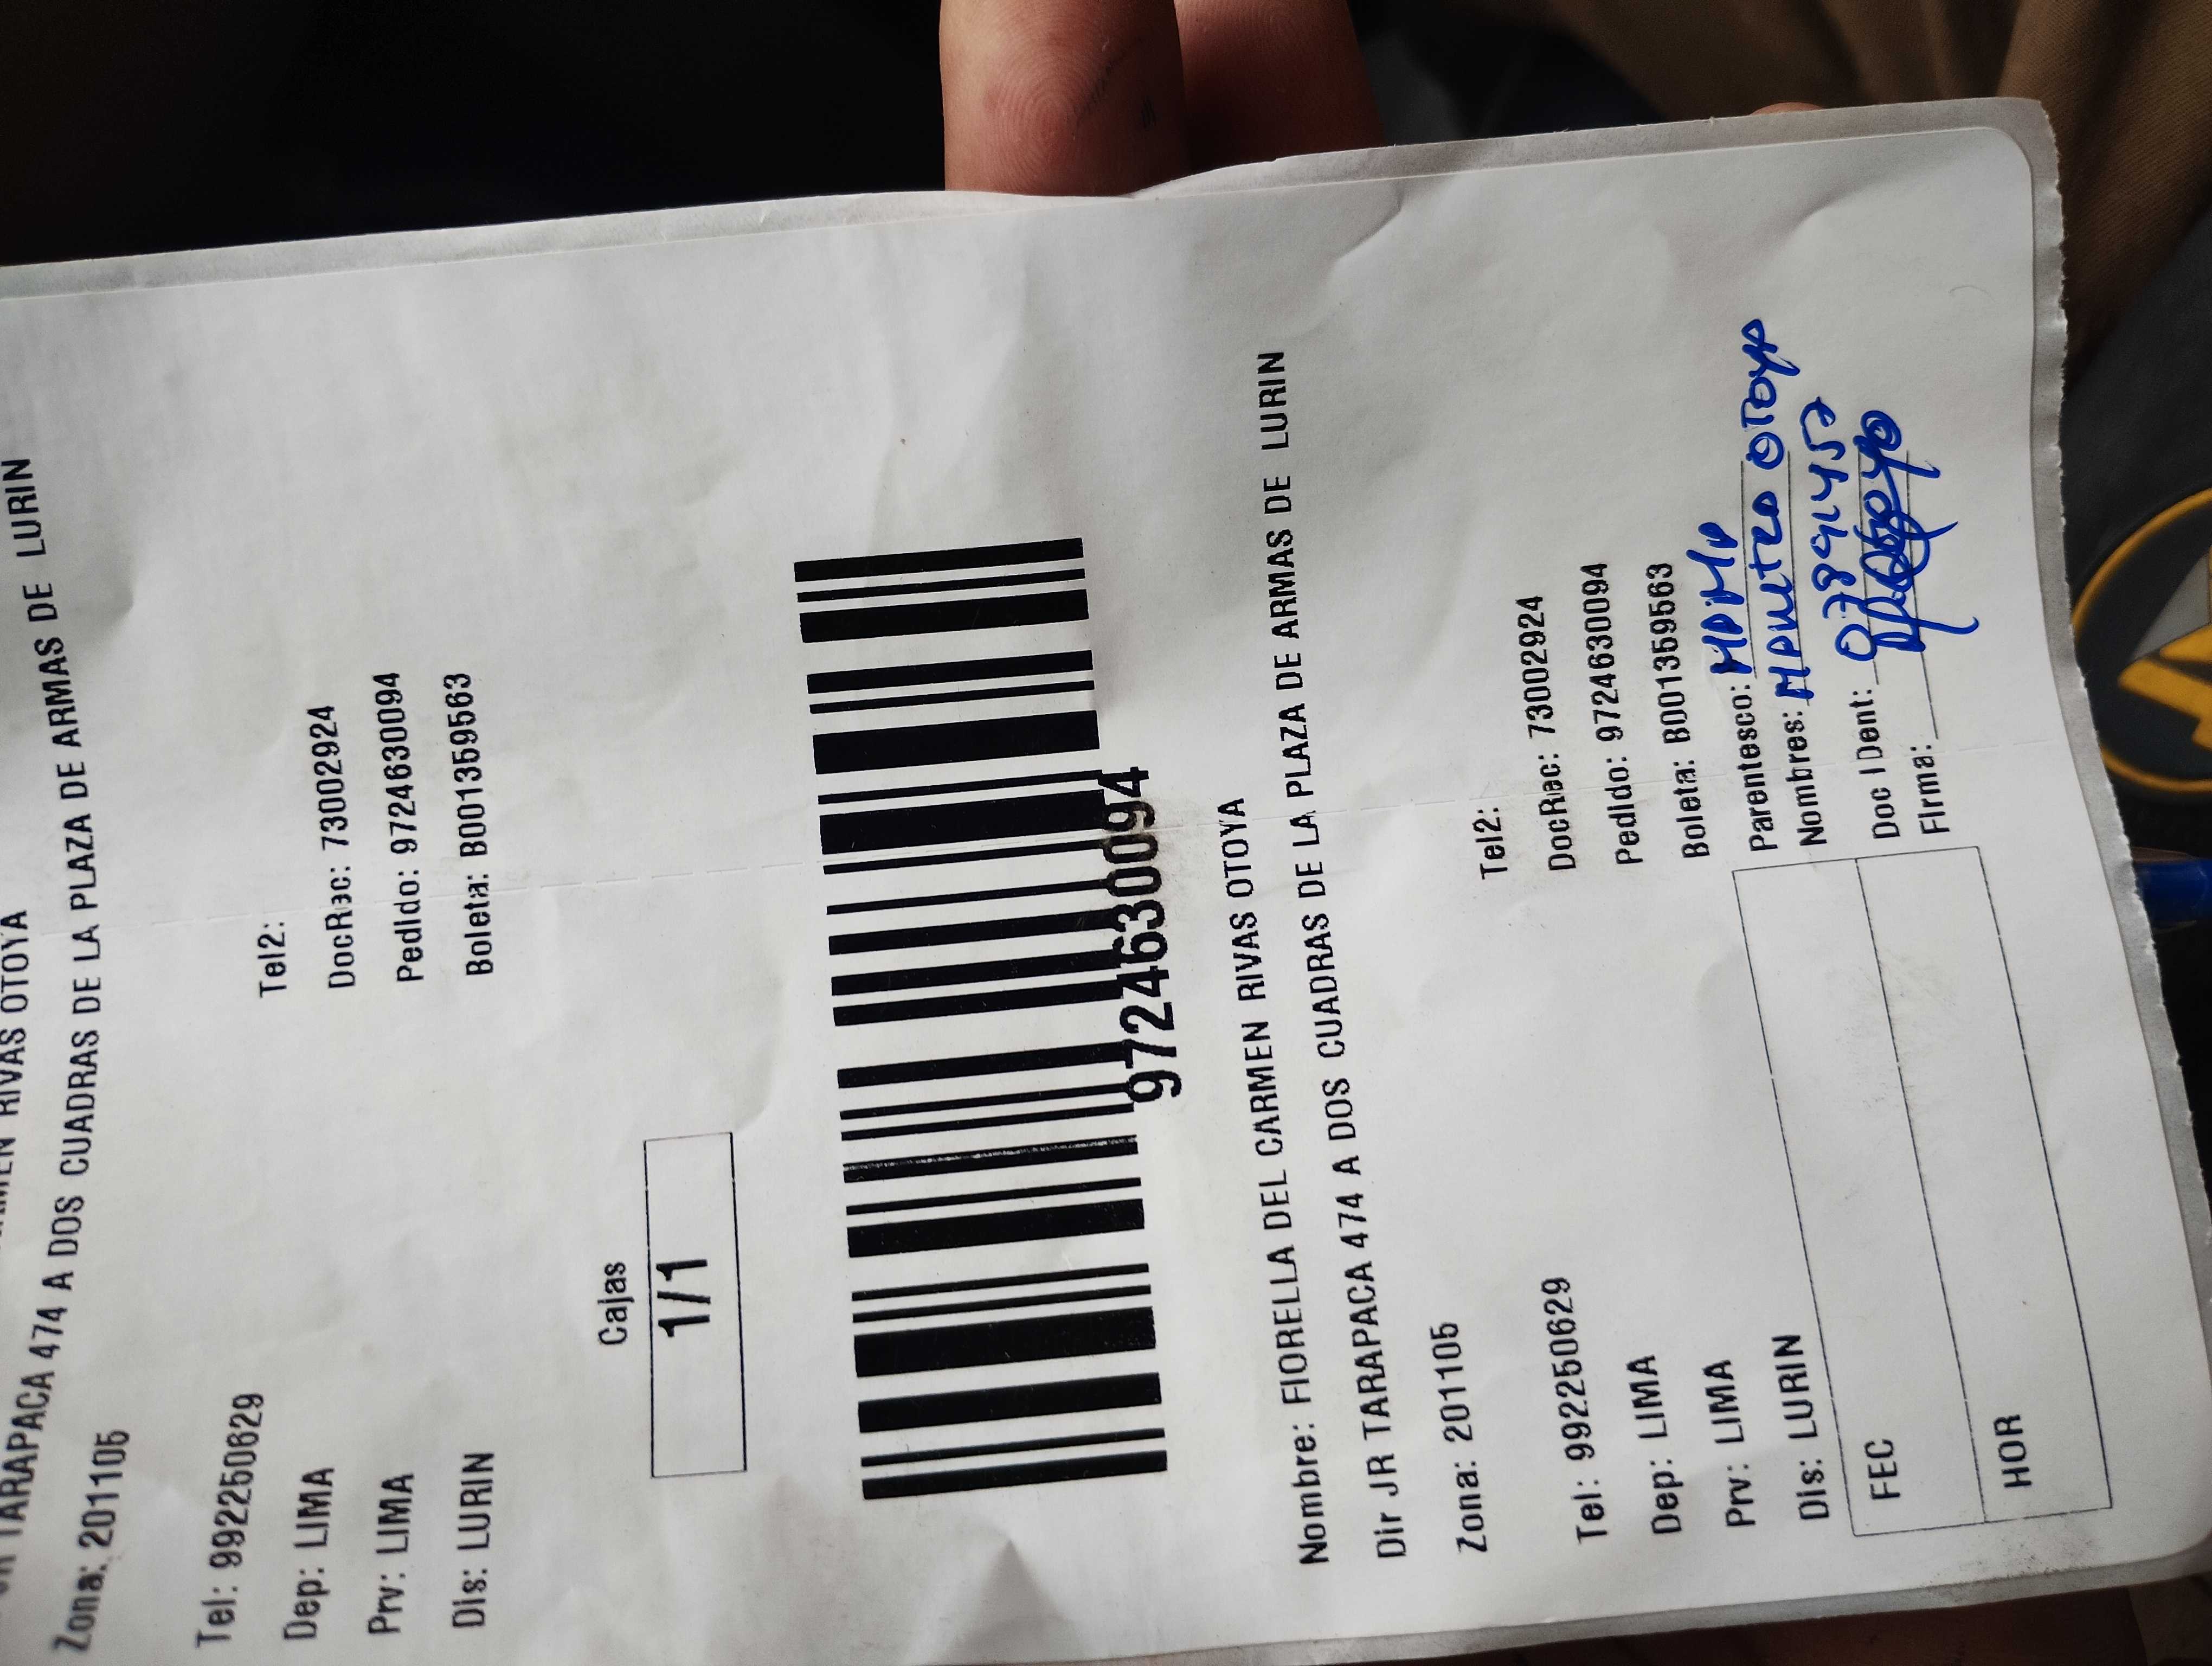 RIVAS OTOYA
TARAPACA 474 A DOS CUADRAS DE LA PLAZA DE ARMAS DE LURIN
Zona: 201105
Tel: 992250629
Tel2:
Dep: LIMA
DocRec: 73002924
Prv: LIMA
Pedido: 9724630094
Dis: LURIN
Boleta: B001359563
Cajas
1/1
9724630094
Nombre: FIORELLA DEL CARMEN RIVAS OTOYA
Dir JR TARAPACA 474 A DOS CUADRAS DE LA PLAZA DE ARMAS DE LURIN
Zona: 201105
Tel: 992250629
Tel2:
Dep: LIMA
DocRec: 73002924
Prv: LIMA
Pedido: 9724630094
Dis: LURIN
Boleta: B001359563
FEC
HOR
Parentesco: MAMA
Nombres: OTOYA
Doc IDent:
Firma: